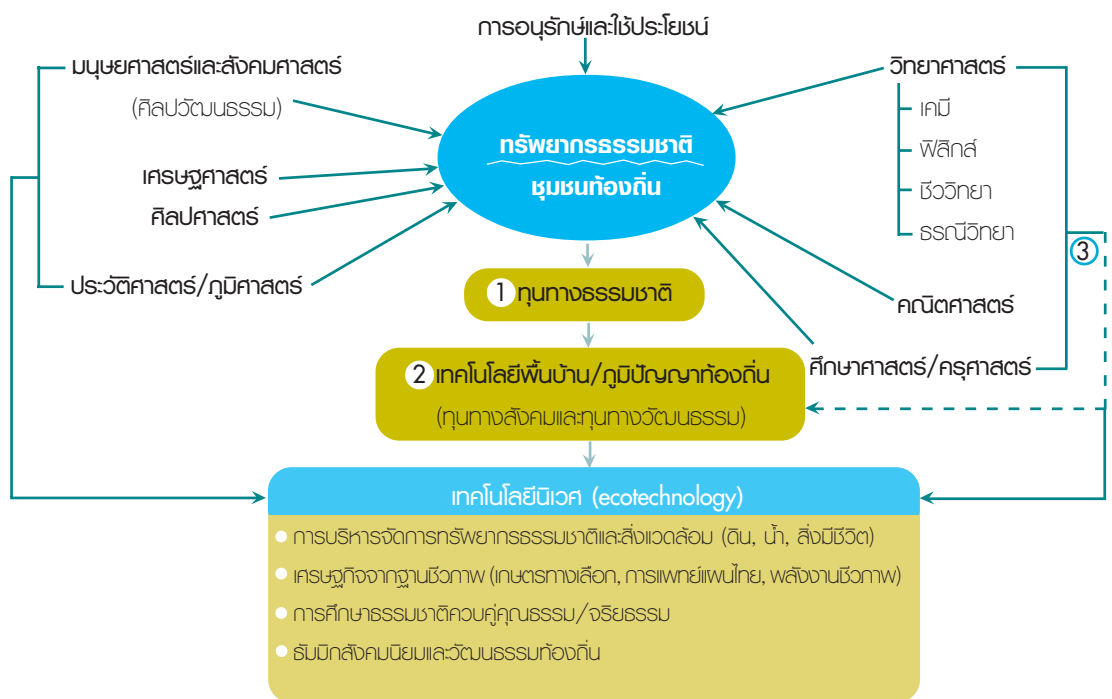 การอนุรักษ์และใช้ประโยชน์
มนุษยศาสตร์และสังคมศาสตร์
(ศิลปวัฒนธรรม)
เศรษฐศาสตร์
ศิลปศาสตร์
ประวัติศาสตร์/ภูมิศาสตร์
ทรัพยากรธรรมชาติ
ชุมชนท้องถิ่น
วิทยาศาสตร์
เคมี
ฟิสิกส์
ชีววิทยา
ธรณีวิทยา
3
คณิตศาสตร์
ศึกษาศาสตร์/ครุศาสตร์
1 ทุนทางธรรมชาติ
2 เทคโนโลยีพื้นบ้าน/ภูมิปัญญาท้องถิ่น
(ทุนทางสังคมและทุนทางวัฒนธรรม)
เทคโนโลยีนิเวศ (ecotechnology)
การบริหารจัดการทรัพยากรธรรมชาติและสิ่งแวดล้อม (ดิน, น้ำ, สิ่งมีชีวิต)
เศรษฐกิจจากฐานชีวภาพ (เกษตรทางเลือก, การแพทย์แผนไทย, พลังงานชีวภาพ)
การศึกษาธรรมชาติควบคู่คุณธรรม/จริยธรรม
ธัมมิกสังคมนิยมและวัฒนธรรมท้องถิ่น